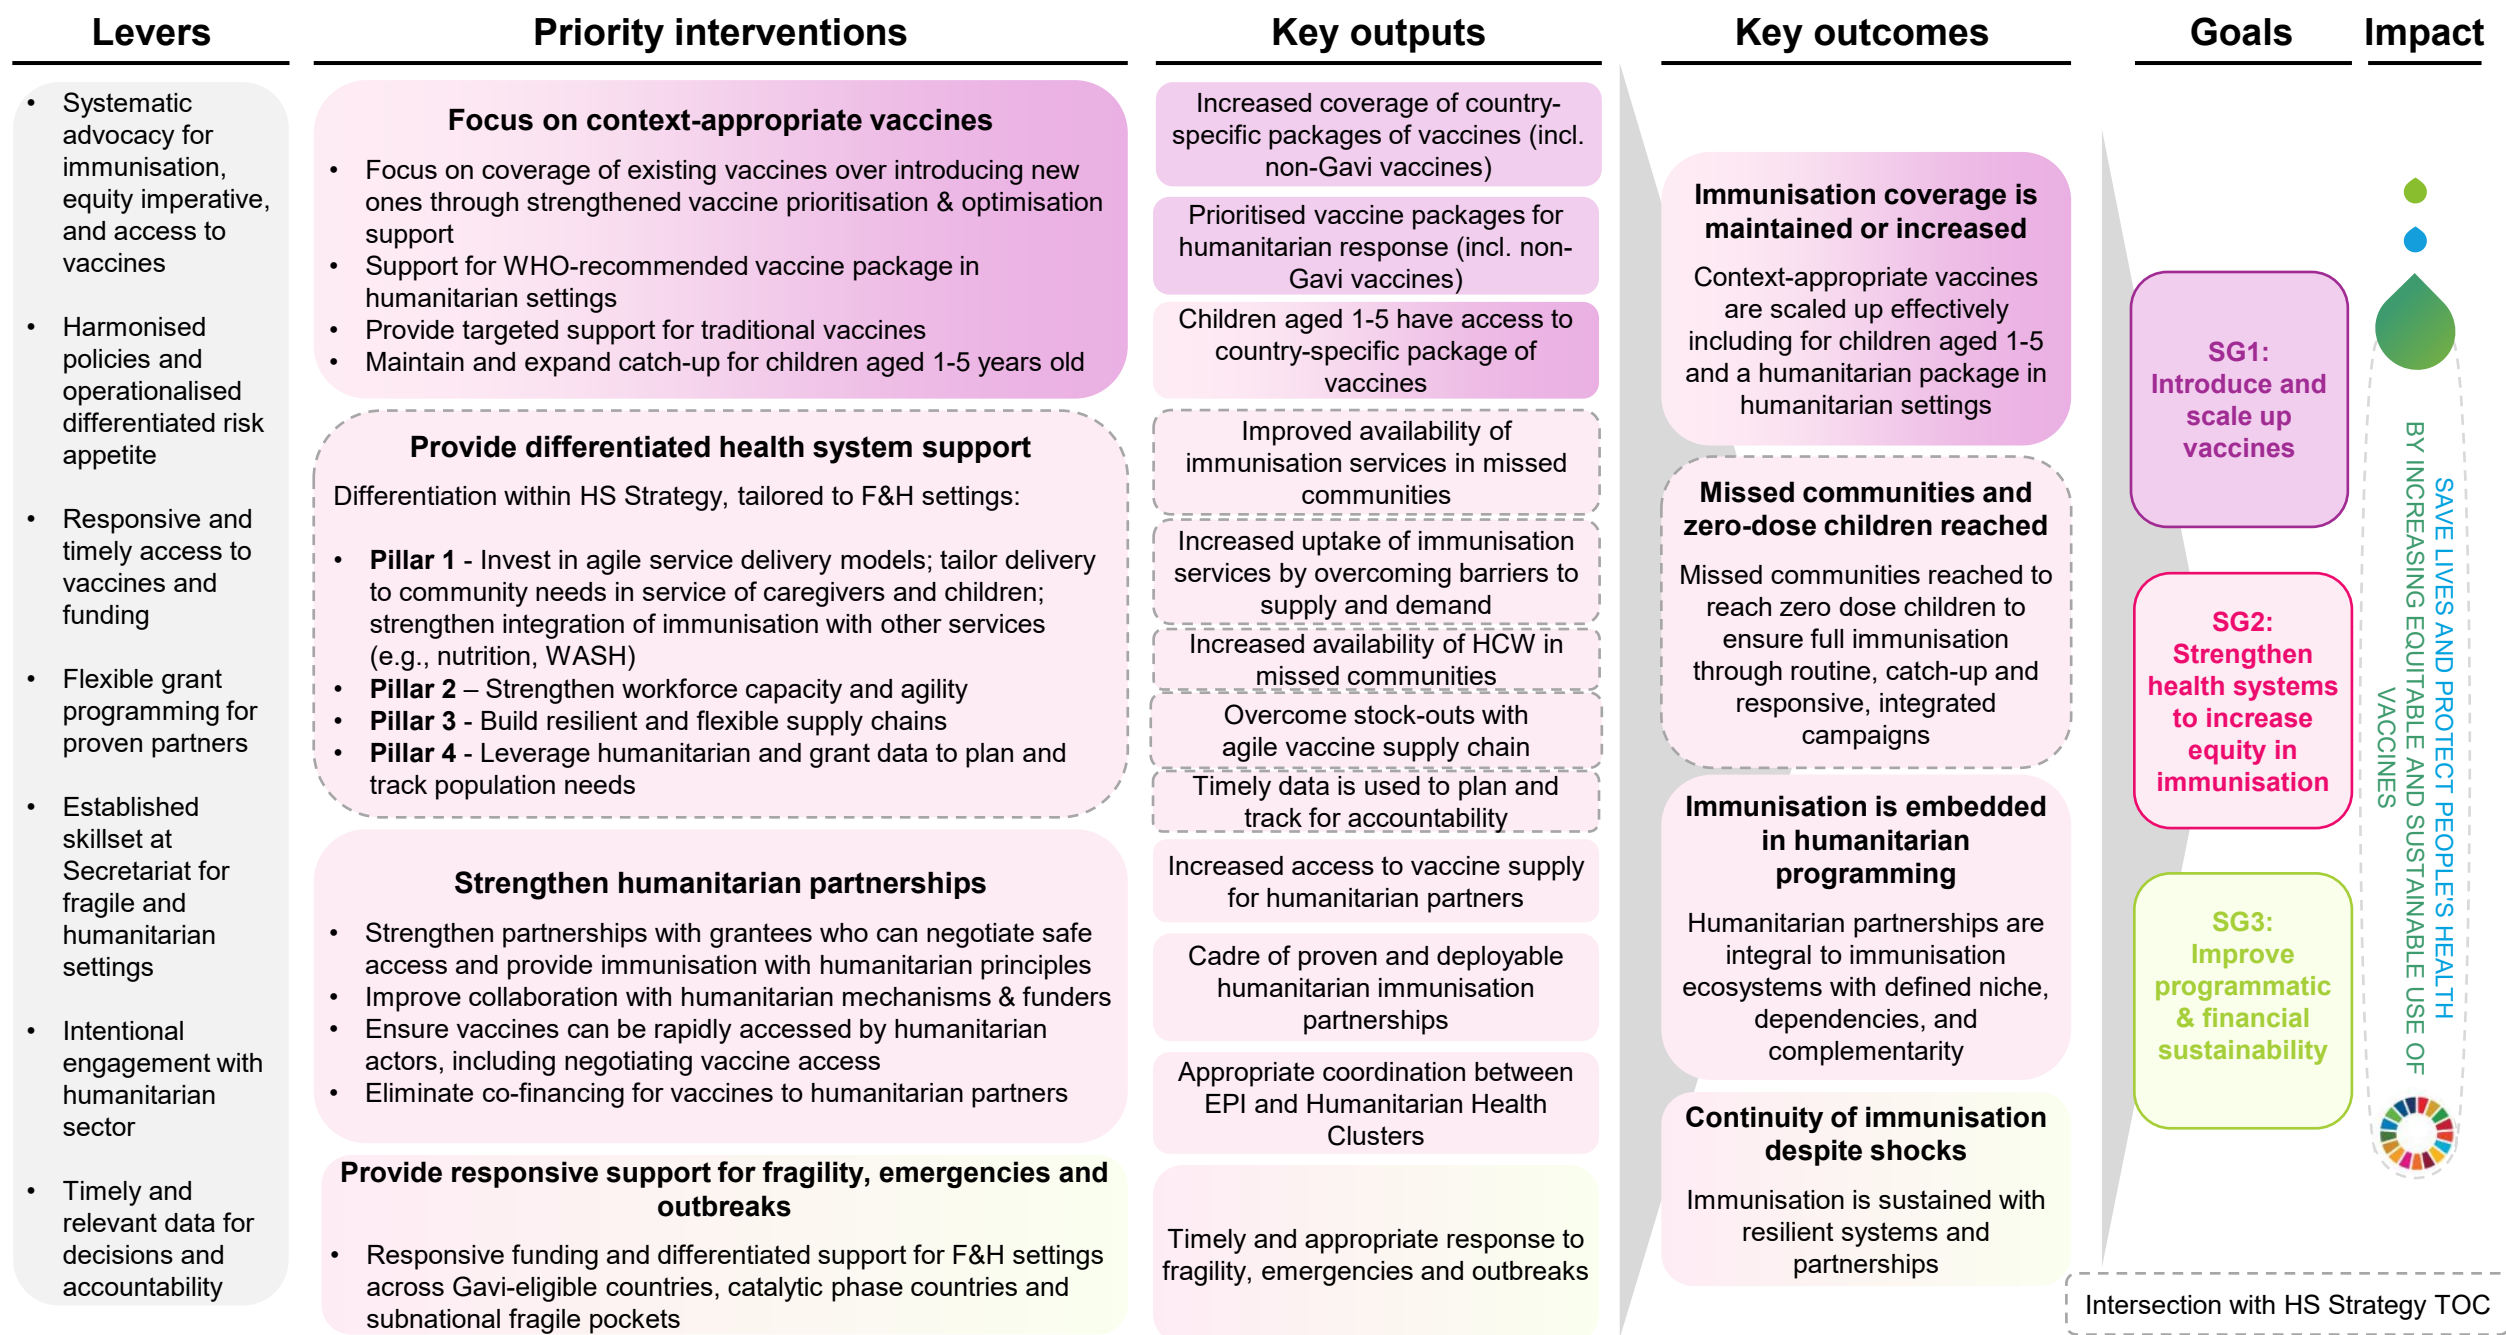 Levers
Priority interventions
Key outputs
Key outcomes
Goals
Impact
• Systematic
advocacy for
immunisation,
equity imperative,
and access to
vaccines
• Harmonised
policies and
operationalised
differentiated risk
appetite
• Responsive and
timely access to
vaccines and
funding
• Flexible grant
programming for
proven partners
• Established
skillset at
Secretariat for
fragile and
humanitarian
settings
• Intentional
engagement with
humanitarian
sector
• Timely and
relevant data for
decisions and
accountability
Focus on context-appropriate vaccines
• Focus on coverage of existing vaccines over introducing new
ones through strengthened vaccine prioritisation & optimisation
support
• Support for WHO-recommended vaccine package in
humanitarian settings
• Provide targeted support for traditional vaccines
• Maintain and expand catch-up for children aged 1-5 years old
Provide differentiated health system support
Differentiation within HS Strategy, tailored to F&H settings:
• Pillar 1 - Invest in agile service delivery models; tailor delivery
to community needs in service of caregivers and children;
strengthen integration of immunisation with other services
(e.g., nutrition, WASH)
• Pillar 2 – Strengthen workforce capacity and agility
• Pillar 3 - Build resilient and flexible supply chains
• Pillar 4 - Leverage humanitarian and grant data to plan and
track population needs
Strengthen humanitarian partnerships
• Strengthen partnerships with grantees who can negotiate safe
access and provide immunisation with humanitarian principles
• Improve collaboration with humanitarian mechanisms & funders
• Ensure vaccines can be rapidly accessed by humanitarian
actors, including negotiating vaccine access
• Eliminate co-financing for vaccines to humanitarian partners
Provide responsive support for fragility, emergencies and
outbreaks
• Responsive funding and differentiated support for F&H settings
across Gavi-eligible countries, catalytic phase countries and
subnational fragile pockets
Increased coverage of country-
specific packages of vaccines (incl.
non-Gavi vaccines)
Prioritised vaccine packages for
humanitarian response (incl. non-
Gavi vaccines)
Children aged 1-5 have access to
country-specific package of
vaccines
Improved availability of
immunisation services in missed
communities
Increased uptake of immunisation
services by overcoming barriers to
supply and demand
Increased availability of HCW in
missed communities
Overcome stock-outs with
agile vaccine supply chain
Timely data is used to plan and
track for accountability
Increased access to vaccine supply
for humanitarian partners
Cadre of proven and deployable
humanitarian immunisation
partnerships
Appropriate coordination between
EPI and Humanitarian Health
Clusters
Timely and appropriate response to
fragility, emergencies and outbreaks
Immunisation coverage is
maintained or increased
Context-appropriate vaccines
are scaled up effectively
including for children aged 1-5
and a humanitarian package in
humanitarian settings
Missed communities and
zero-dose children reached
Missed communities reached to
reach zero dose children to
ensure full immunisation
through routine, catch-up and
responsive, integrated
campaigns
Immunisation is embedded
in humanitarian
programming
Humanitarian partnerships are
integral to immunisation
ecosystems with defined niche,
dependencies, and
complementarity
Continuity of immunisation
despite shocks
Immunisation is sustained with
resilient systems and
partnerships
SG1:
Introduce and
scale up
vaccines
SG2:
Strengthen
health systems
to increase
equity in
immunisation
SG3:
Improve
programmatic
& financial
sustainability
SAVE LIVES AND PROTECT PEOPLE'S HEALTH
BY INCREASING EQUITABLE AND SUSTAINABLE USE OF
VACCINES
Intersection with HS Strategy TOC